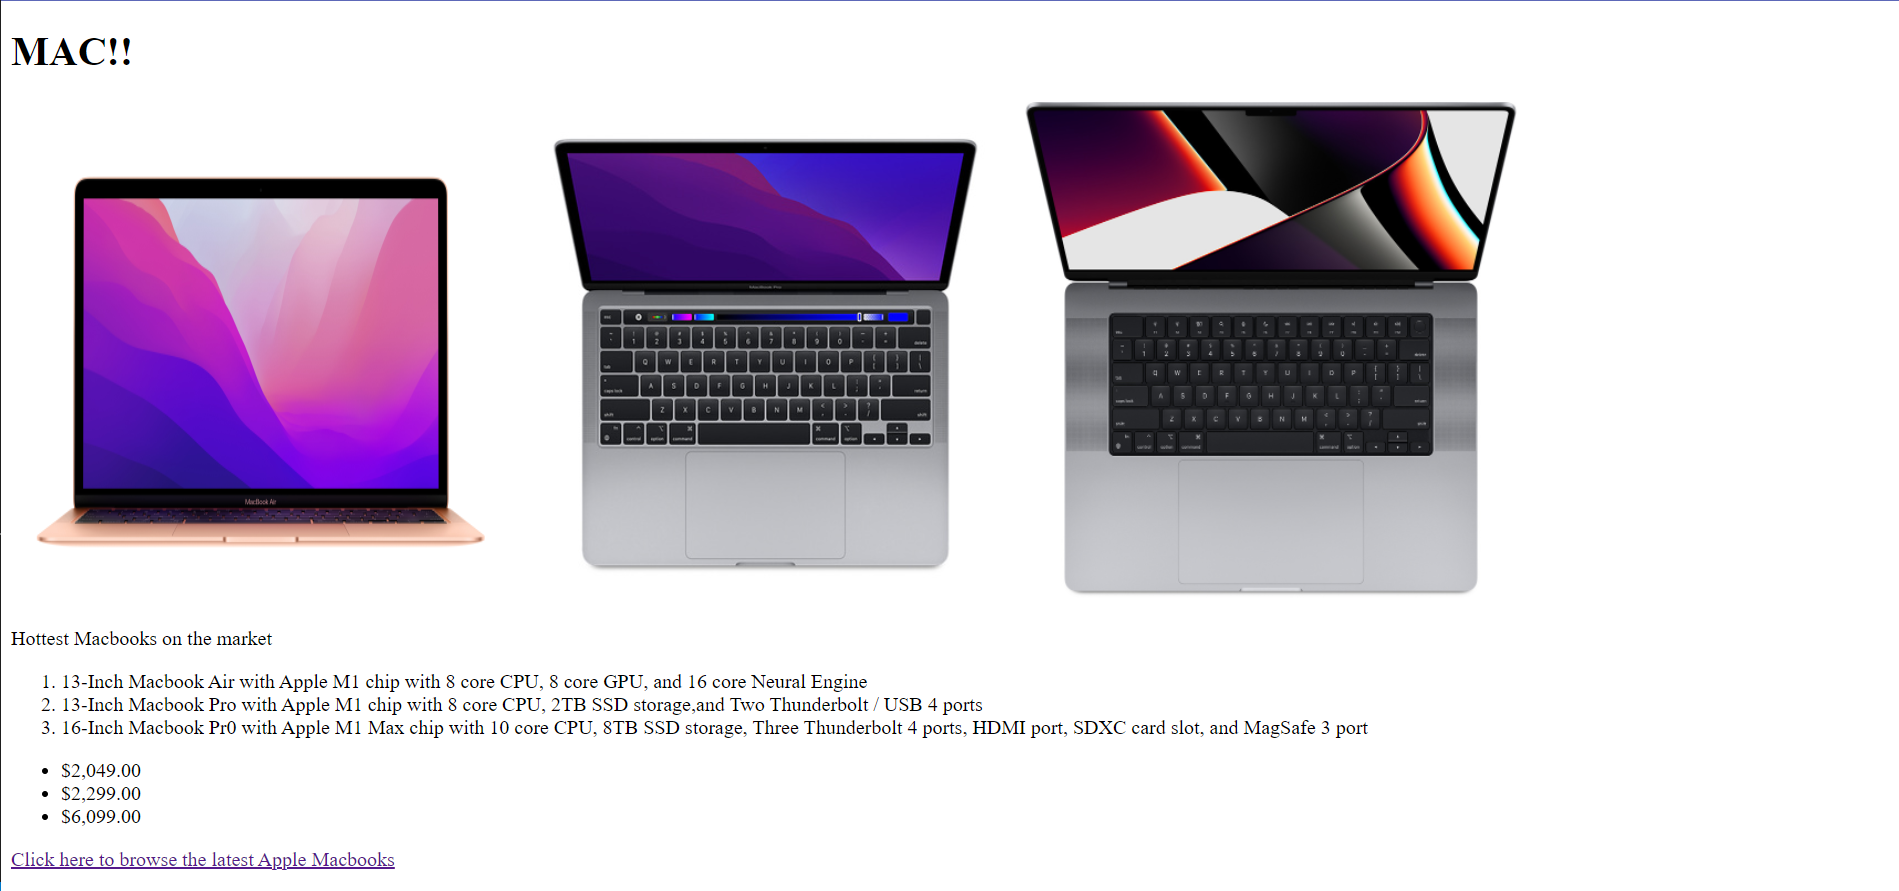 MAC!!
MacBook Air
MacBook Pro
Hottest Macbooks on the market
1. 13-Inch Macbook Air with Apple M1 chip with 8 core CPU, 8 core GPU, and 16 core Neural Engine
2. 13-Inch Macbook Pro with Apple M1 chip with 8 core CPU, 2TB SSD storage,and Two Thunderbolt / USB 4 ports
3. 16-Inch Macbook Pr0 with Apple M1 Max chip with 10 core CPU, 8TB SSD storage, Three Thunderbolt 4 ports, HDMI port, SDXC card slot, and MagSafe 3 port
• $2,049.00
• $2,299.00
• $6,099.00
Click here to browse the latest Apple Macbooks